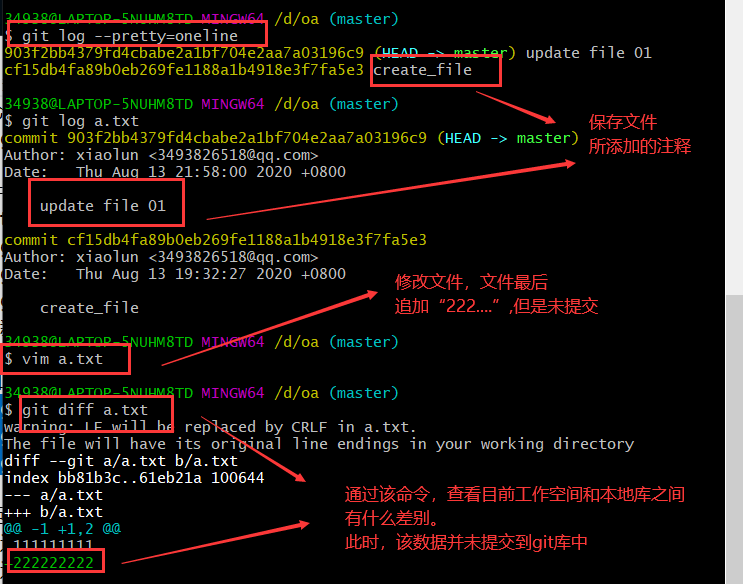 34938@LAPTOP-5NUHM8TD MINGW64 /d/oa (master)
$ git log --pretty=oneline
903f2bb4379fd4cbabe2a1bf704e2aa7a03196c9 (HEAD -> master) update file 01
cf15db4fa89b0eb269fe1188a1b4918e3f7fa5e3 create_file
34938@LAPTOP-5NUHM8TD MINGW64 /d/oa (master)
$ git log a.txt
commit 903f2bb4379fd4cbabe2a1bf704e2aa7a03196c9 (HEAD -> master)
Author: xiaolun <3493826518@qq.com>
Date:   Thu Aug 13 21:58:00 2020 +0800
保存文件
所添加的注释
update file 01
commit cf15db4fa89b0eb269fe1188a1b4918e3f7fa5e3
Author: xiaolun <3493826518@qq.com>
Date:   Thu Aug 13 19:32:27 2020 +0800
create_file
修改文件，文件最后
追加“222....”,但是未提交
34938@LAPTOP-5NUHM8TD MINGW64 /d/oa (master)
$ vim a.txt
34938@LAPTOP-5NUHM8TD MINGW64 /d/oa (master)
$ git diff a.txt
warning: LF will be replaced by CRLF in a.txt.
The file will have its original line endings in your working directory
diff --git a/a.txt b/a.txt
index bb81b3c..61eb21a 100644
--- a/a.txt
+++ b/a.txt
@@ -1 +1,2 @@
111111111
+222222222
通过该命令，查看目前工作空间和本地库之间
有什么差别。
此时，该数据并未提交到git库中